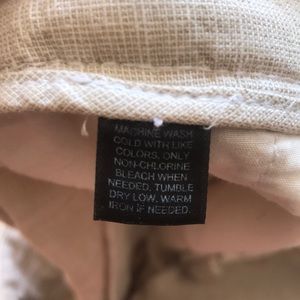 MACHINE WASH
COLD WITH LIKE
COLORS. ONLY
NON-CHLORINE
BLEACH WHEN
NEEDED. TUMBLE
DRY LOW. WARM
IRON IF NEEDED.